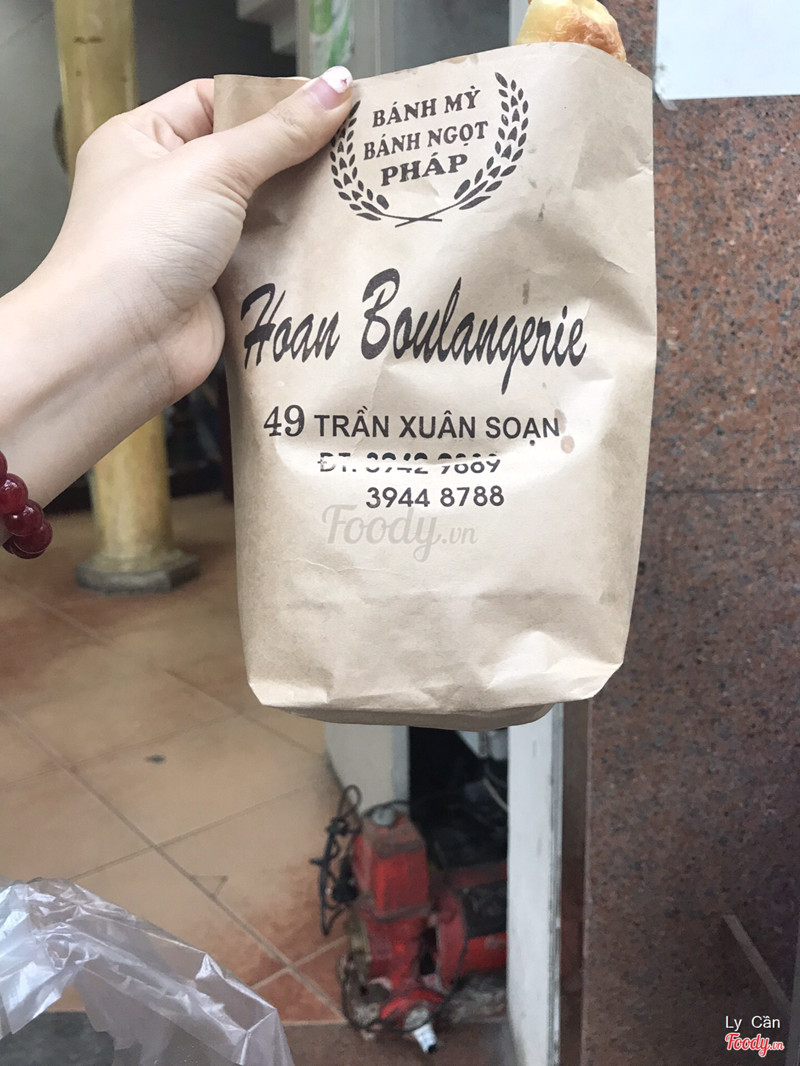 BÁNH MỲ
BÁNH NGỌT
PHÁP
Hoan Boulangerie
49 TRẦN XUÂN SOẠN
ĐT: 3942 9889
3944 8788
Foody.vn
Ly Cần
Foody.vn